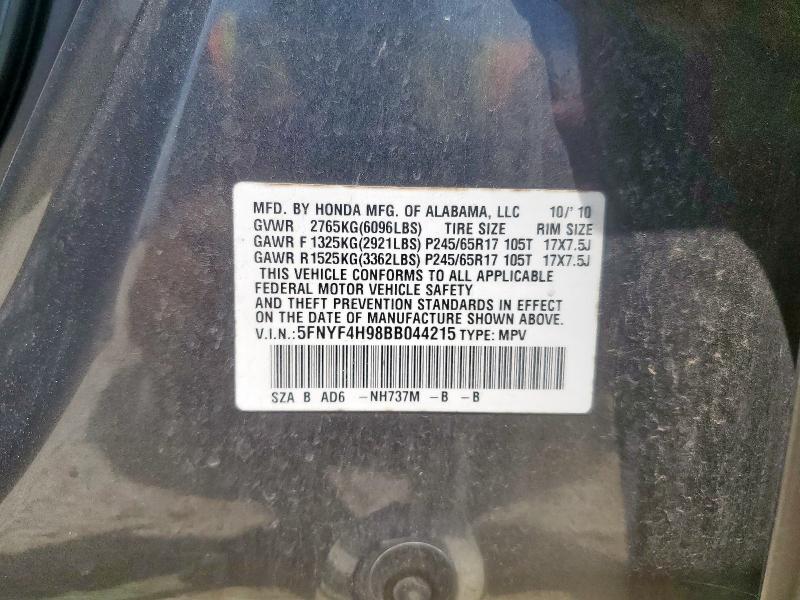 MFD. BY HONDA MFG. OF ALABAMA, LLC 10/'10
GVWR 2765KG(6096LBS) TIRE SIZE RIM SIZE
GAWR F 1325KG(2921LBS) P245/65R17 105T 17X7.5J
GAWR R1525KG(3362LBS) P245/65R17 105T 17X7.5J
THIS VEHICLE CONFORMS TO ALL APPLICABLE
FEDERAL MOTOR VEHICLE SAFETY
AND THEFT PREVENTION STANDARDS IN EFFECT
ON THE DATE OF MANUFACTURE SHOWN ABOVE.
V.I.N.:5FNYF4H98BB044215 TYPE: MPV
SZA B AD6 -NH737M -B -B